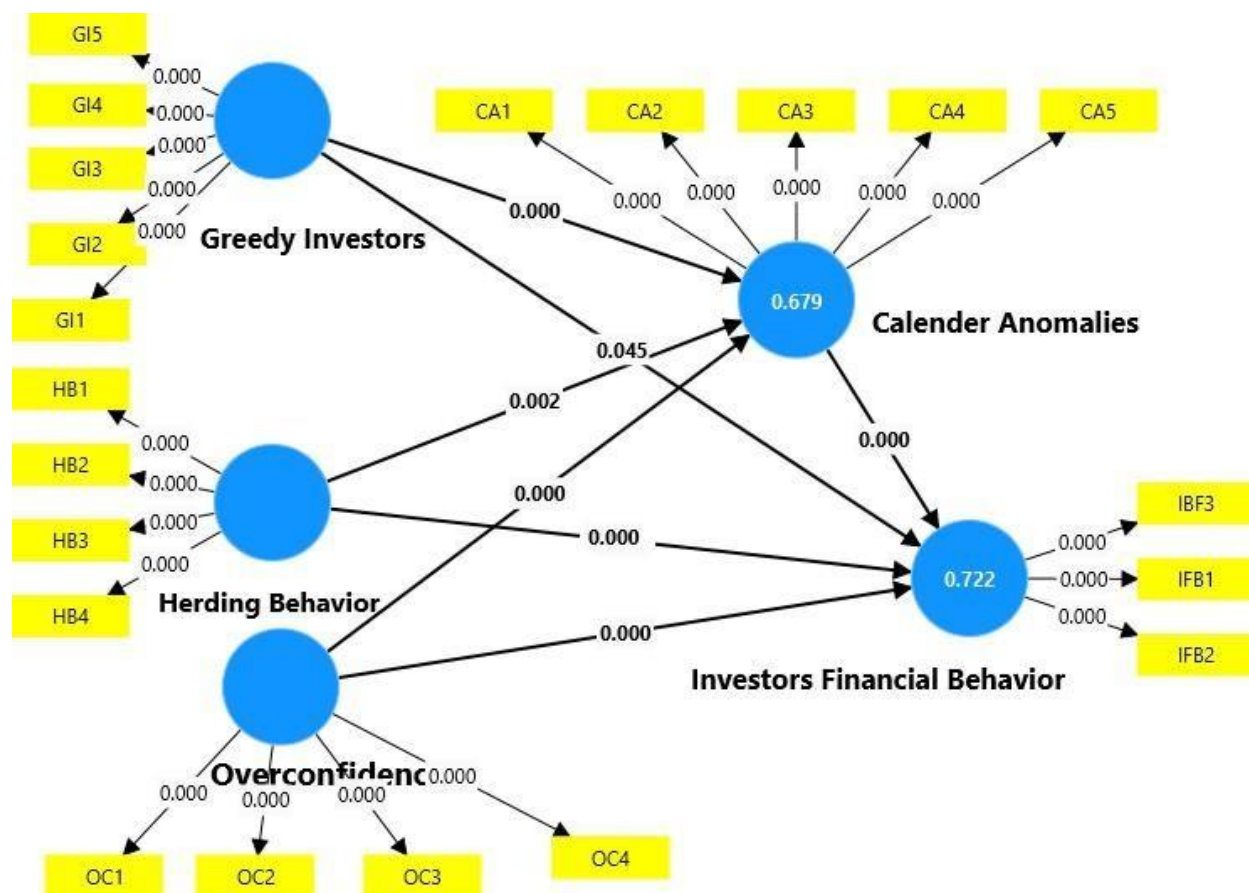 GI5
0.000
GI4
0.000
0.000
GI3
0.000
GI2
0.000
GI1
Greedy Investors
CA1
CA2
CA3
CA4
CA5
0.000
0.000
0.000
0.000
0.000
0.000
0.679
Calender Anomalies
0.045
0.002
0.000
0.000
0.000
0.000
HB1
0.000
HB2
0.000
0.000
HB3
0.000
HB4
Herding Behavior
0.722
Investors Financial Behavior
IBF3
0.000
0.000
IFB1
0.000
IFB2
Overconfidenc
0.000
0.000
0.000
0.000
OC1
OC2
OC3
OC4